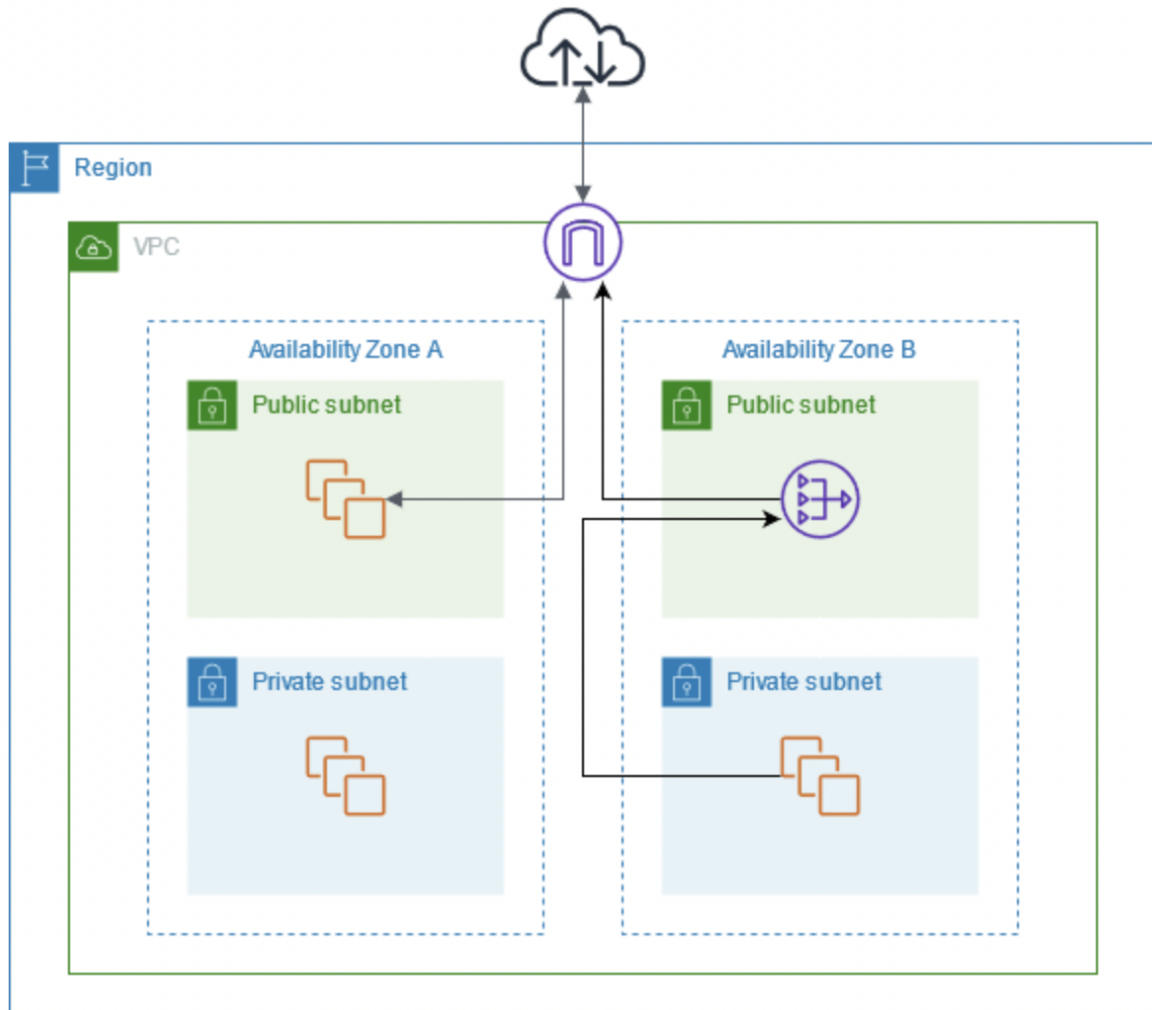 Region
VPC
Availability Zone A
Availability Zone B
Public subnet
Public subnet
Private subnet
Private subnet